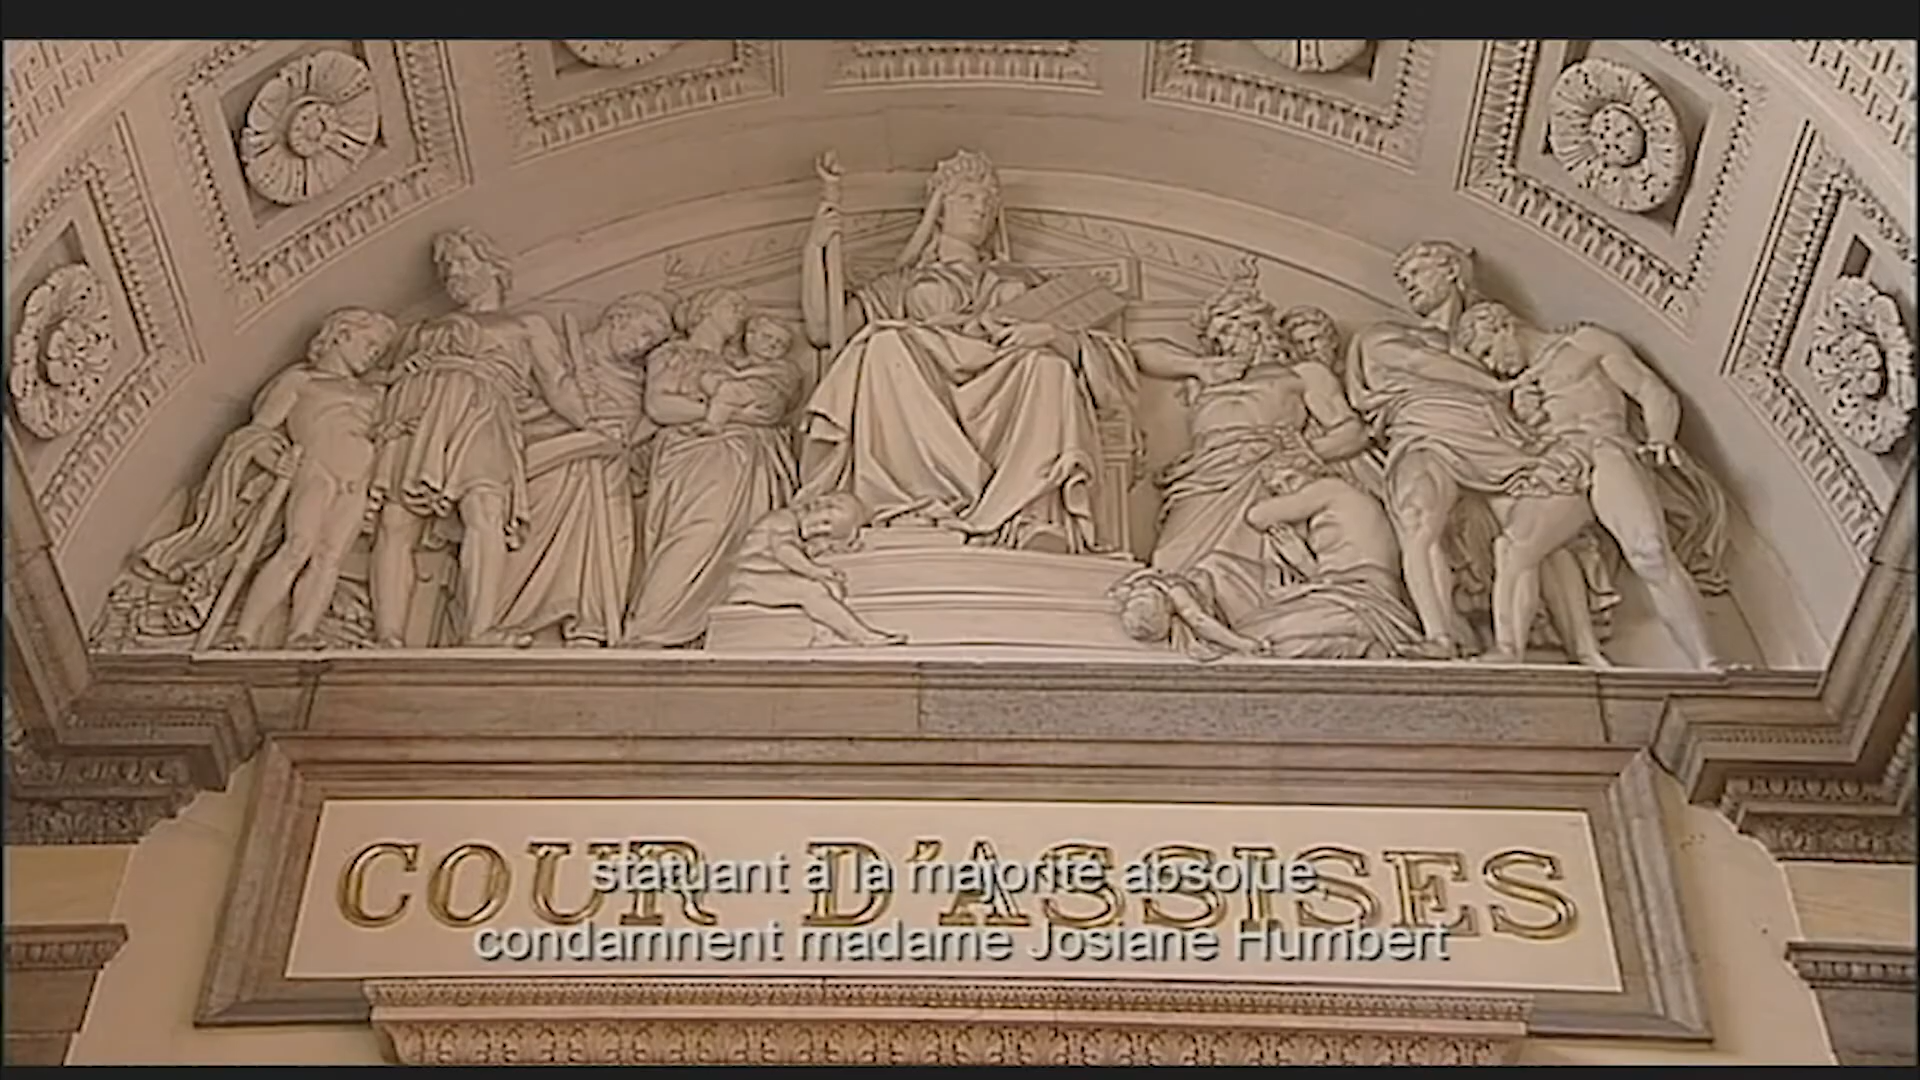 COUR D'ASSISES
statuant à la majorité absolue,
condamnent madame Josiane Humbert